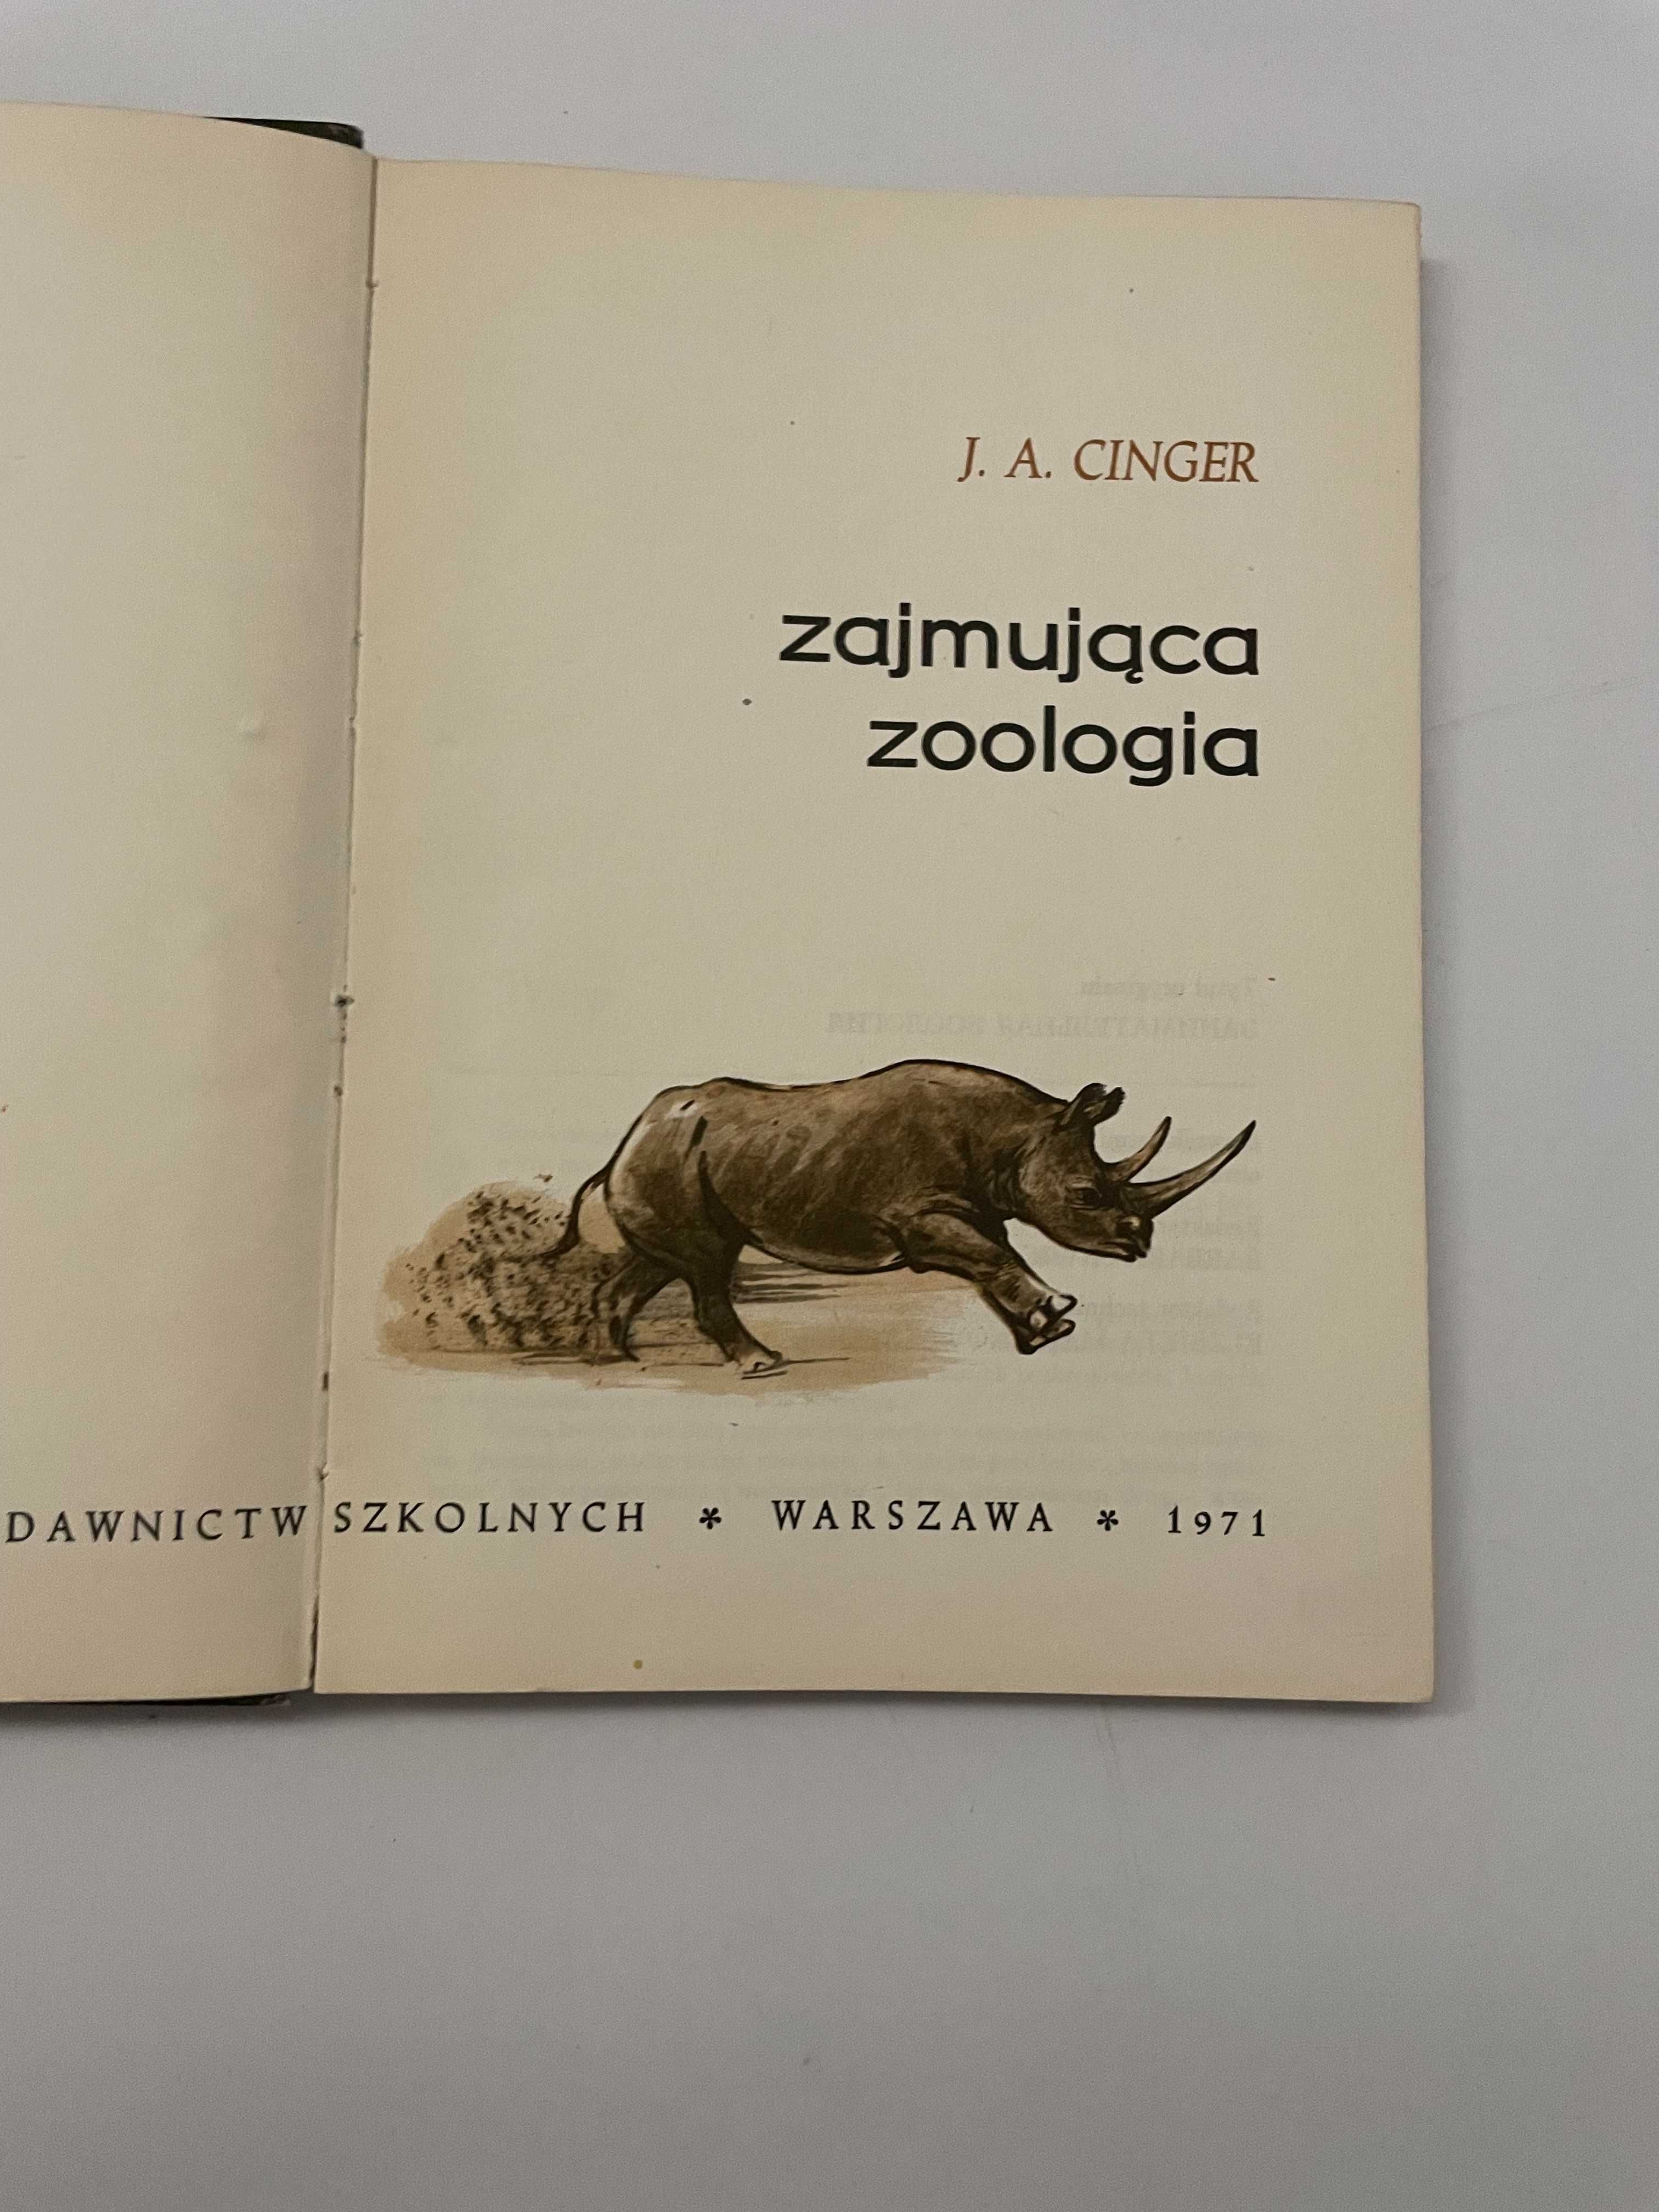 J. A. CINGER
zajmująca
zoologia
DAWNICTW SZKOLNYCH * WARSZAWA * 1971